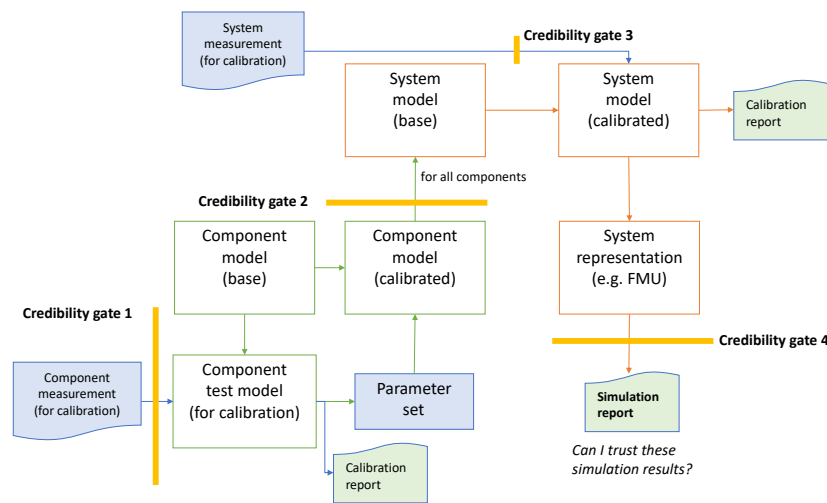 System
measurement
(for calibration)
Credibility gate 3
System
model
(base)
System
model
(calibrated)
Calibration
report
for all components
Credibility gate 2
Component
model
(base)
Component
model
(calibrated)
System
representation
(e.g. FMU)
Credibility gate 1
Credibility gate 4
Component
measurement
(for calibration)
Component
test model
(for calibration)
Parameter
set
Simulation
report
Calibration
report
Can I trust these
simulation results?